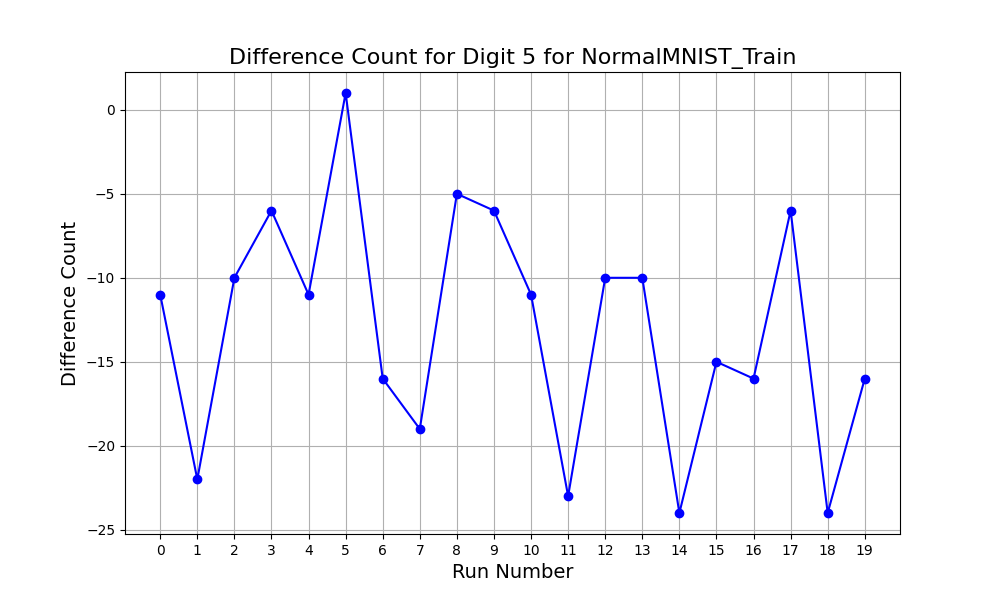 Difference Count for Digit 5 for NormalMNIST_Train
Difference Count
0
−5
−10
−15
−20
−25
0 1 2 3 4 5 6 7 8 9 10 11 12 13 14 15 16 17 18 19
Run Number